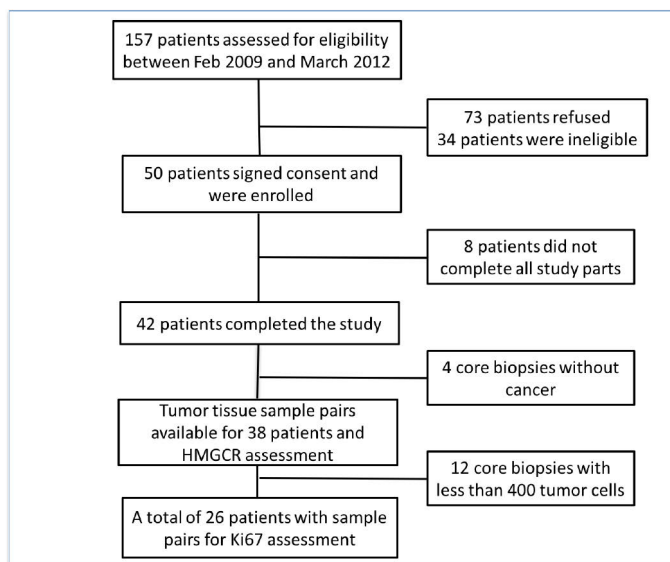 157 patients assessed for eligibility
between Feb 2009 and March 2012
73 patients refused
34 patients were ineligible
50 patients signed consent and
were enrolled
8 patients did not
complete all study parts
42 patients completed the study
4 core biopsies without
cancer
Tumor tissue sample pairs
available for 38 patients and
HMGCR assessment
12 core biopsies with
less than 400 tumor cells
A total of 26 patients with sample
pairs for Ki67 assessment